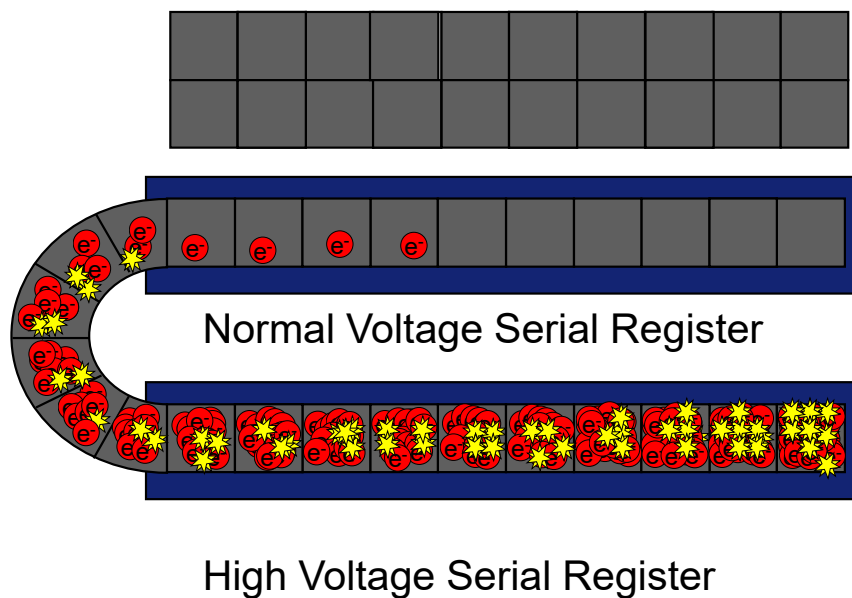 e⁻ e⁻ e⁻ e⁻ e⁻
Normal Voltage Serial Register
High Voltage Serial Register